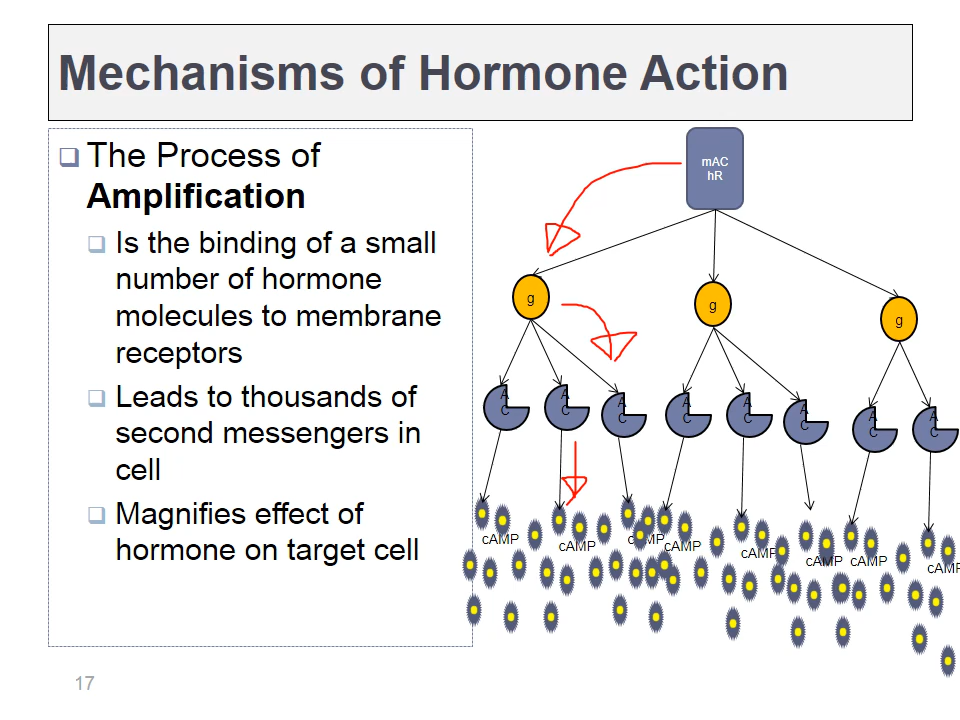 Mechanisms of Hormone Action
The Process of
Amplification
Is the binding of a small
number of hormone
molecules to membrane
receptors
Leads to thousands of
second messengers in
cell
Magnifies effect of
hormone on target cell
mAC
hR
g
g
g
A
C
A
C
A
C
A
C
A
C
A
C
A
C
A
C
cAMP
cAMP
cAMP
cAMP
cAMP
cAMP
cAMP
cAMP
17